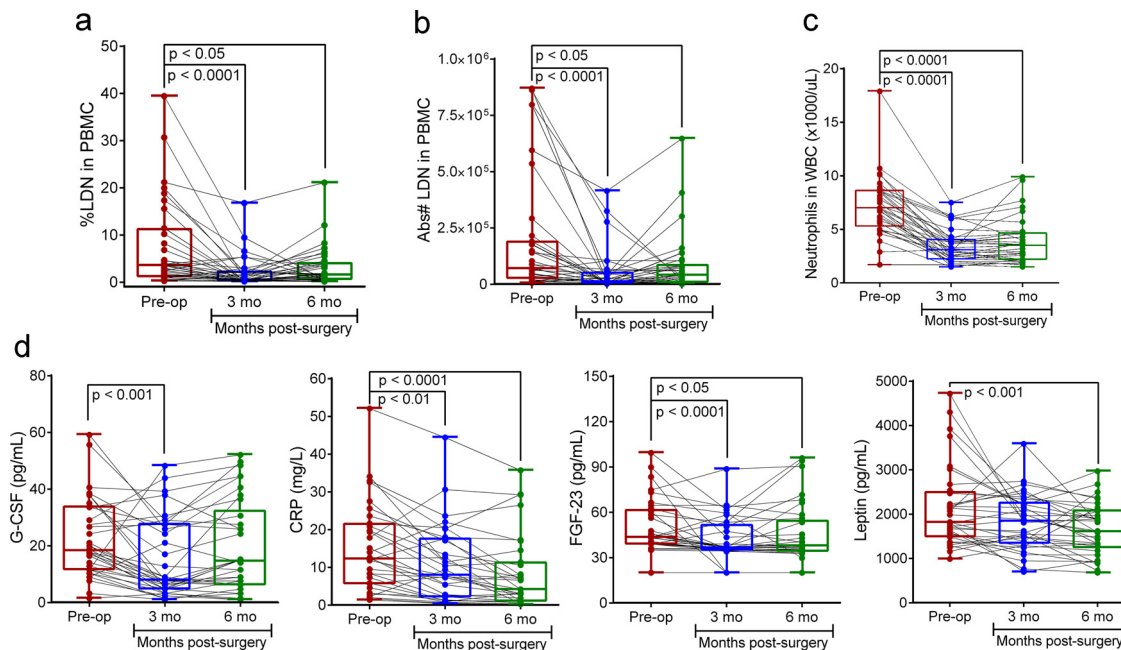 a
%LDN in PBMC
50
40
30
20
10
0
p < 0.05
p < 0.0001
Pre-op
3 mo
6 mo
Months post-surgery
b
Abs# LDN in PBMC
1.0×10⁶
7.5×10⁵
5.0×10⁵
2.5×10⁵
0
p < 0.05
p < 0.0001
Pre-op
3 mo
6 mo
Months post-surgery
c
Neutrophils in WBC (x1000/uL)
20
15
10
5
0
p < 0.0001
p < 0.0001
Pre-op
3 mo
6 mo
Months post-surgery
d
G-CSF (pg/mL)
80
60
40
20
0
p < 0.001
Pre-op
3 mo
6 mo
Months post-surgery
CRP (mg/L)
60
50
40
30
20
10
0
p < 0.0001
p < 0.01
Pre-op
3 mo
6 mo
Months post-surgery
FGF-23 (pg/mL)
150
120
90
60
30
0
p < 0.05
p < 0.0001
Pre-op
3 mo
6 mo
Months post-surgery
Leptin (pg/mL)
5000
4000
3000
2000
1000
0
p < 0.001
Pre-op
3 mo
6 mo
Months post-surgery